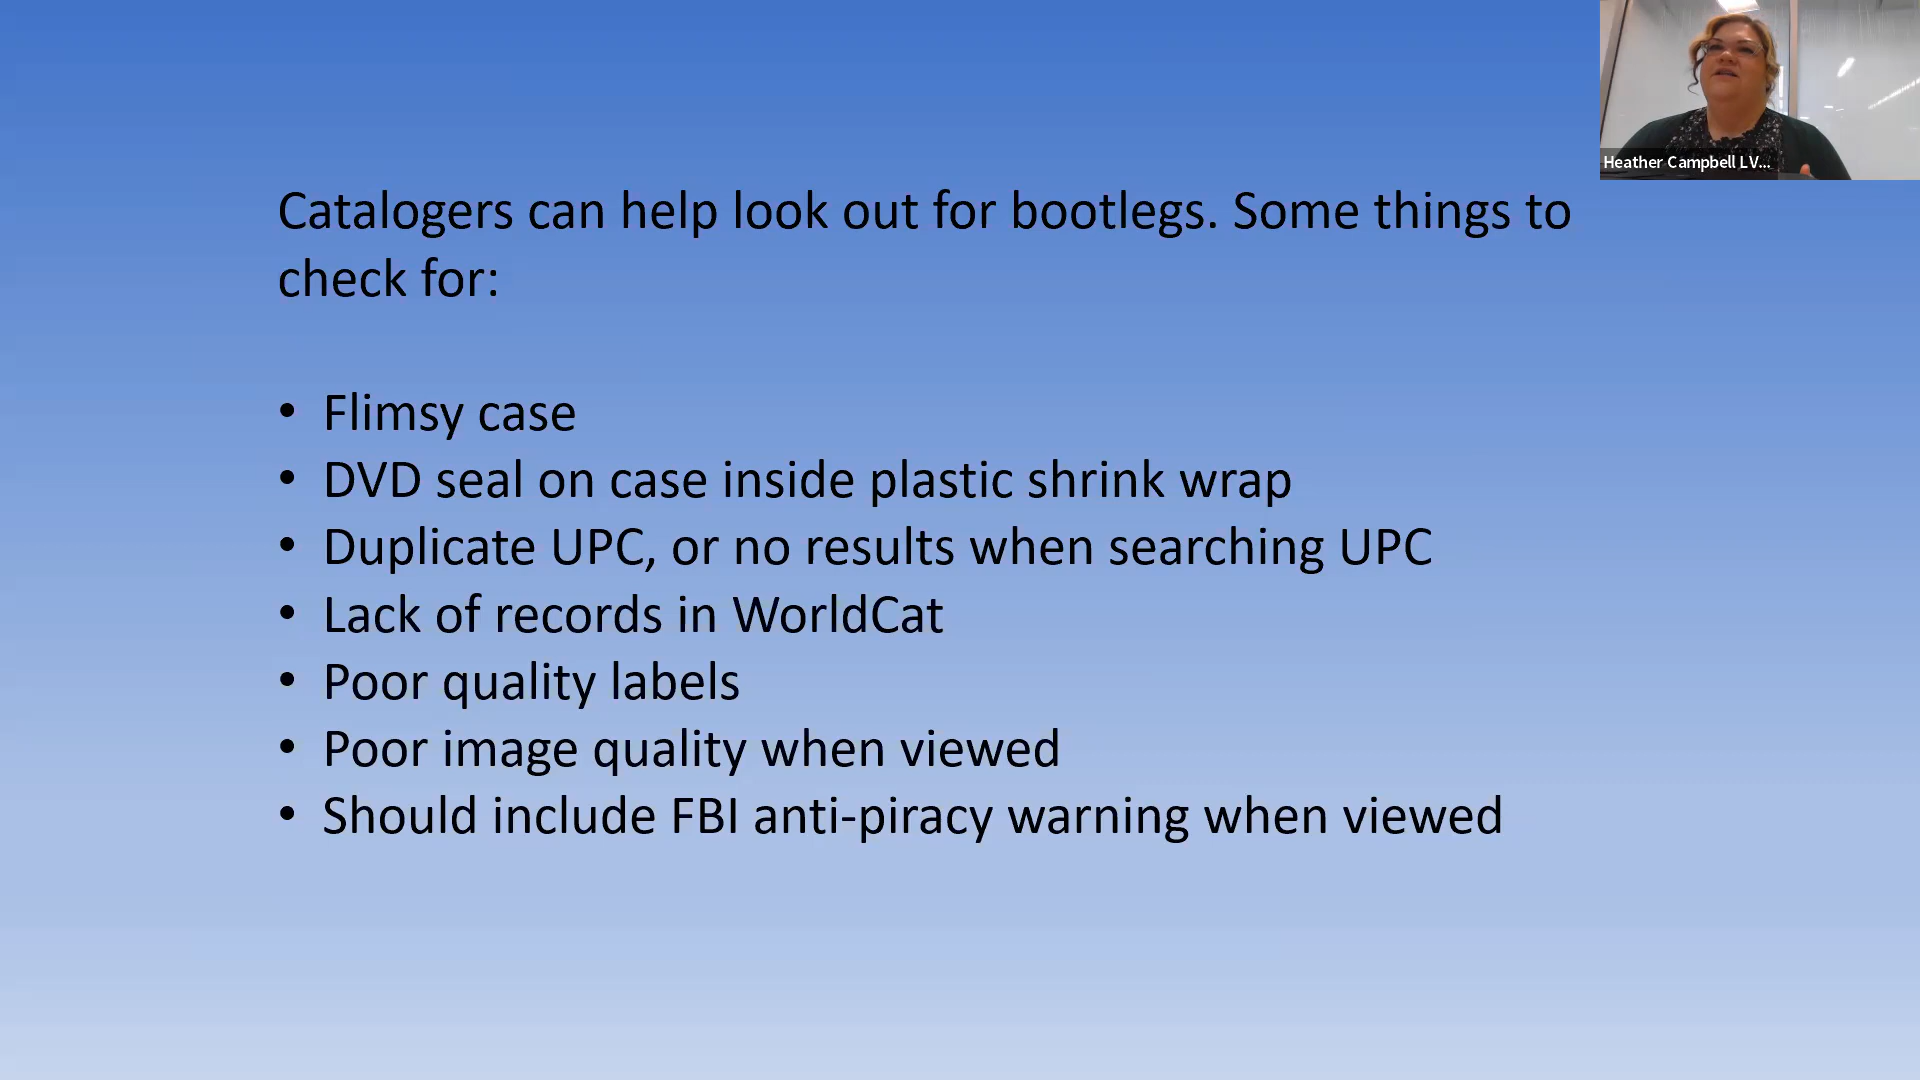 Catalogers can help look out for bootlegs. Some things to
check for:
• Flimsy case
• DVD seal on case inside plastic shrink wrap
• Duplicate UPC, or no results when searching UPC
• Lack of records in WorldCat
• Poor quality labels
• Poor image quality when viewed
• Should include FBI anti-piracy warning when viewed
Heather Campbell LV...